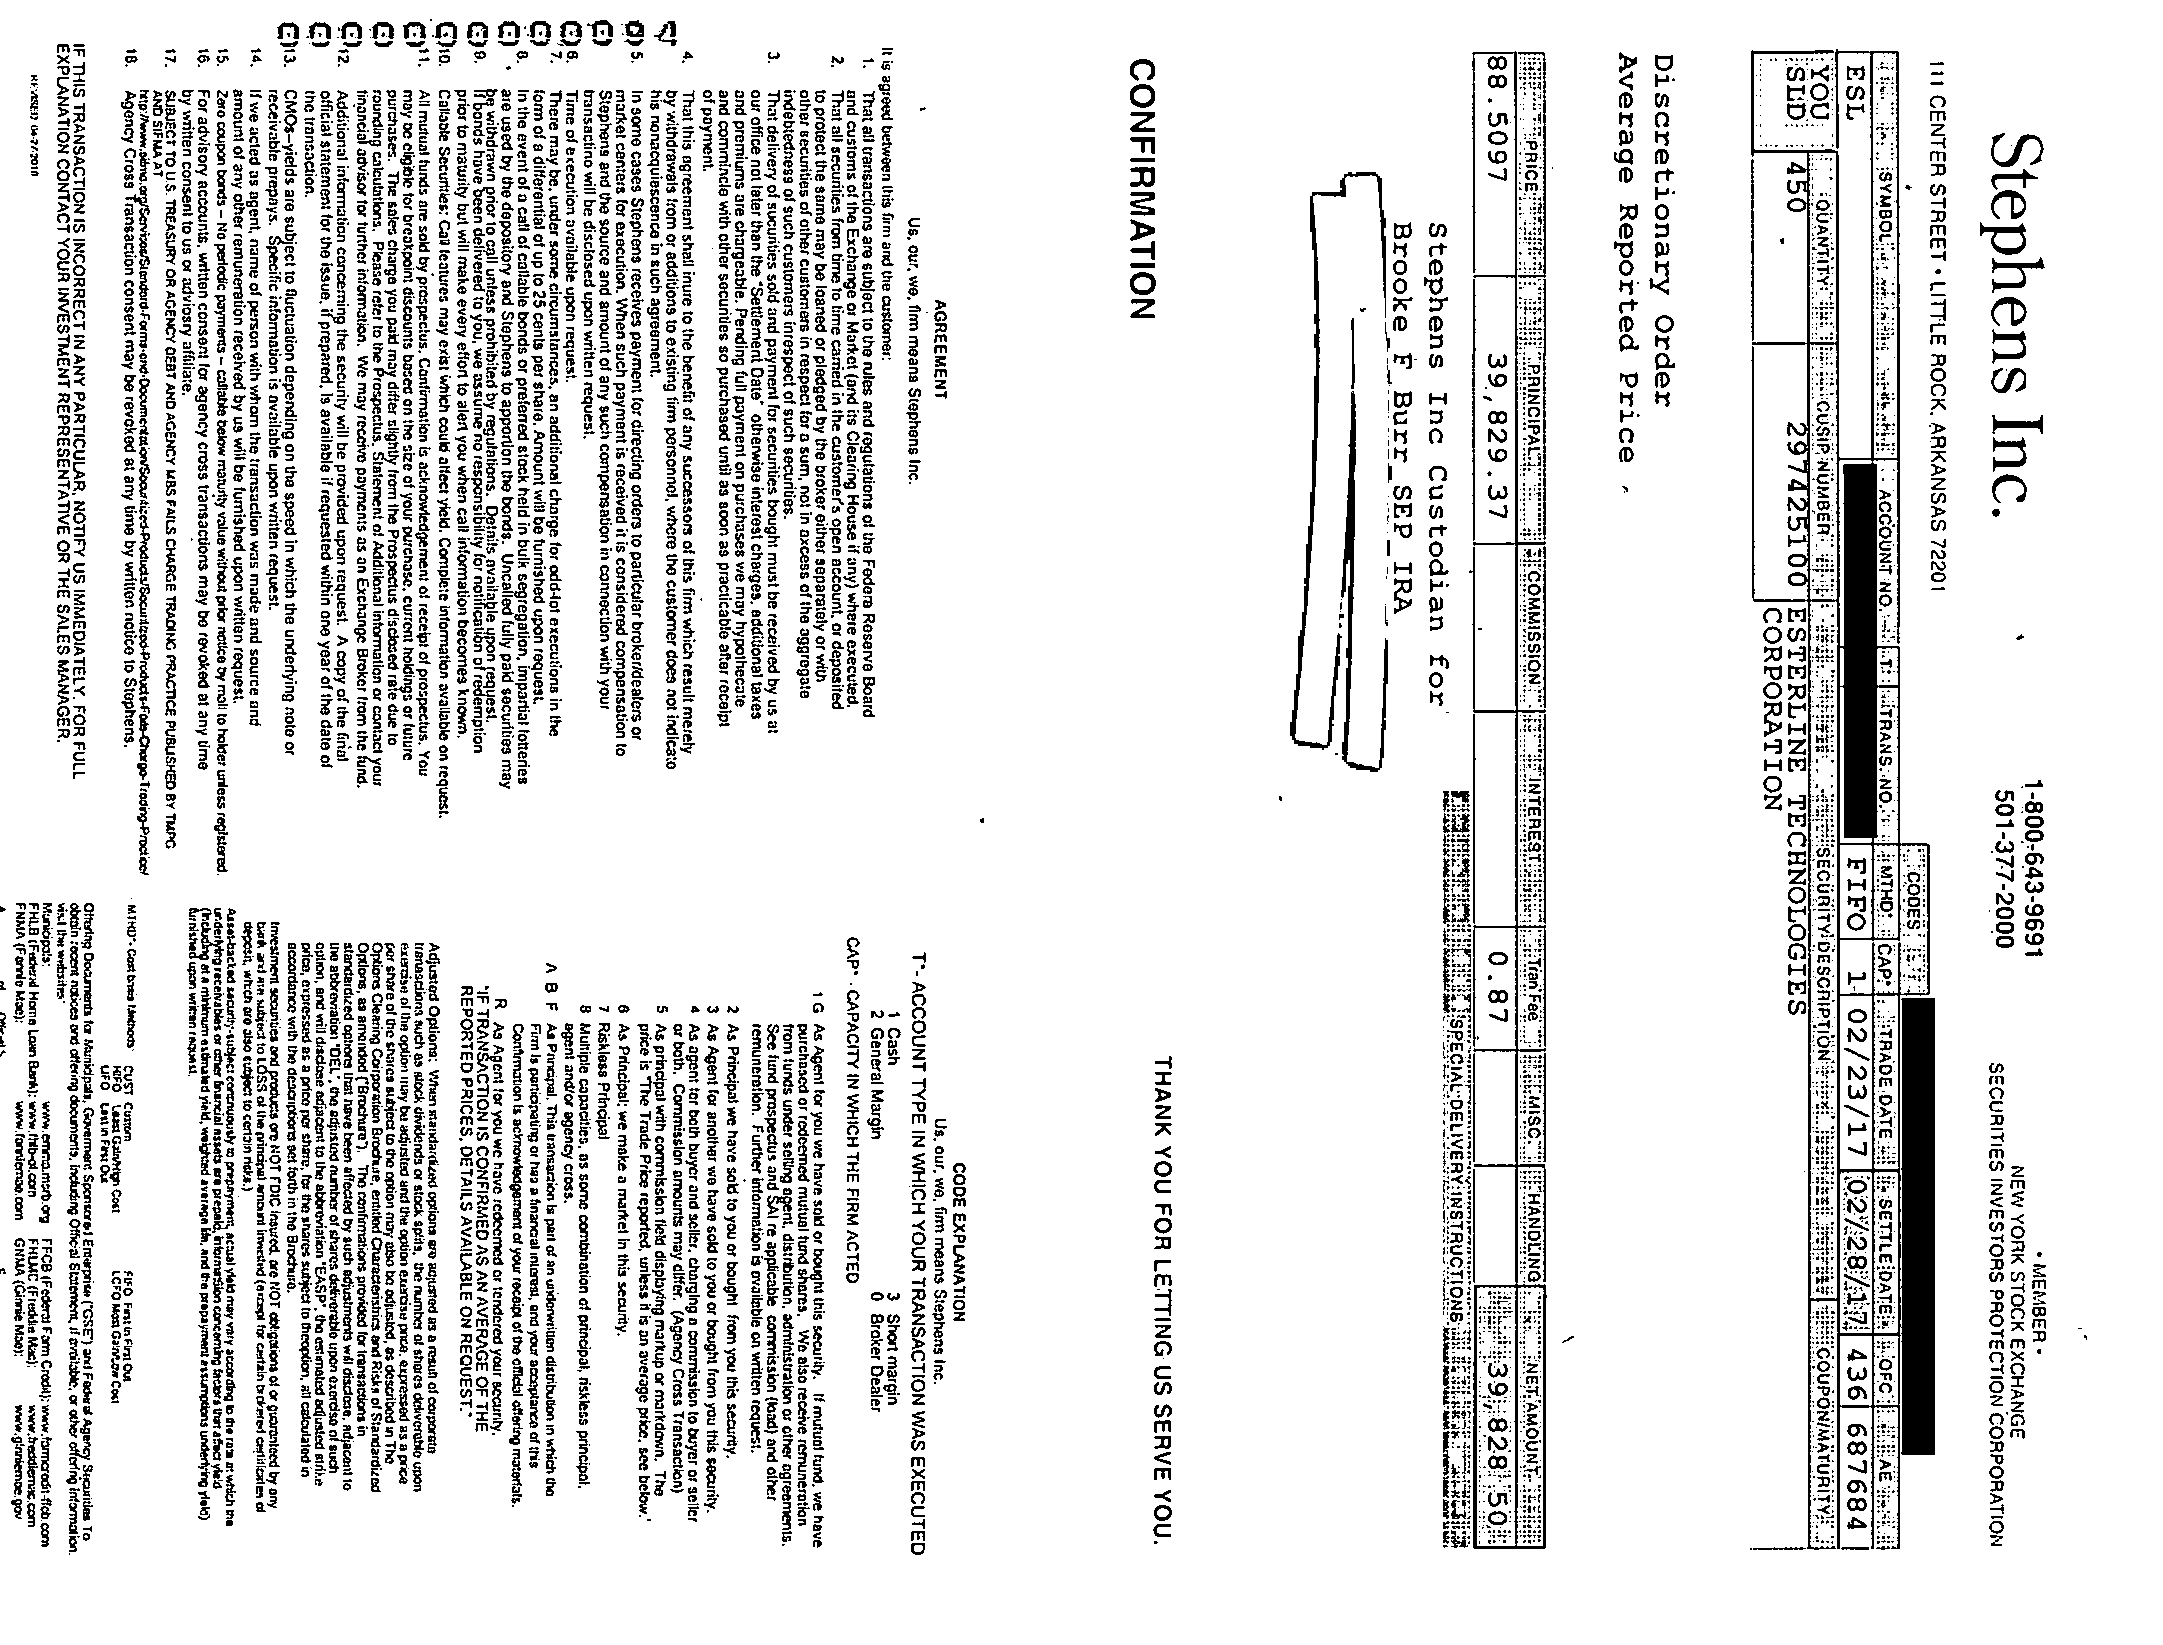 Stephens Inc.
111 CENTER STREET • LITTLE ROCK, ARKANSAS 72201
1-800-643-9691
501-377-2000
• MEMBER •
NEW YORK STOCK EXCHANGE
SECURITIES INVESTORS PROTECTION CORPORATION
CODES
SYMBOL ACCOUNT NO. T* TRANS. NO. MTHD* CAP* TRADE DATE SETTLE DATE OFC AE
ESL FIFO 1 02/23/17 02/28/17 436 687684
QUANTITY CUSIP NUMBER SECURITY DESCRIPTION COUPON/MATURITY
YOU SLD 450 297425100 ESTERLINE TECHNOLOGIES
CORPORATION
Discretionary Order
Average Reported Price
PRICE PRINCIPAL COMMISSION INTEREST Tran Fee MISC. HANDLING NET AMOUNT
88.5097 39,829.37 0.87 39,828.50
SPECIAL DELIVERY INSTRUCTIONS
Stephens Inc Custodian for
Brooke F Burr SEP IRA
CONFIRMATION
THANK YOU FOR LETTING US SERVE YOU.
AGREEMENT
Us, our, we, firm means Stephens Inc.
It is agreed between this firm and the customer:
1. That all transactions are subject to the rules and regulations of the Federa Reserve Board
and customs of the Exchange or Market (and its Clearing House if any) where executed.
2. That all securities from time to time carried in the customer's open account, or deposited
to protect the same may be loaned or pledged by the broker either separately or with
other securities of other customers in respect for a sum, not in excess of the aggregate
indebtedness of such customers in respect of such securities.
3. That delivery of securities sold and payment for securities bought must be received by us at
our office not later than the "Settlement Date" otherwise interest charges, additional taxes
and premiums are chargeable. Pending full payment on purchases we may hypothecate
and commincle with other securities so purchased until as soon as practicable after receipt
of payment.
4. That this agreement shall inure to the benefit of any successors of this firm which result merely
by withdrawals from or additions to existing firm personnel, where the customer does not indicate
his nonacquiescence in such agreement.
5. In some cases Stephens receives payment for directing orders to particular broker/dealers or
market centers for execution. When such payment is received it is considered compensation to
Stephens and the source and amount of any such compensation in connection with your
transactino will be disclosed upon written request.
6. Time of execution available upon request.
7. There may be, under some circumstances, an additional charge for odd-lot executions in the
form of a differential of up to 25 cents per share. Amount will be furnished upon request.
8. In the event of a call of callable bonds or preferred stock held in bulk segregation, impartial lotteries
are used by the depository and Stephens to apportion the bonds. Uncalled fully paid securities may
be withdrawn prior to call unless prohibited by regulations. Details available upon request.
9. If bonds have been delivered to you, we assume no responsibility for notification of redemption
prior to maturity but will make every effort to alert you when call information becomes known.
10. Callable Securities: Call features may exist which could affect yield. Complete information available on request.
11. All mutual funds are sold by prospectus. Confirmation is acknowledgement of receipt of prospectus. You
may be eligible for breakpoint discounts based on the size of your purchase, current holdings or future
purchases. The sales charge you paid may differ slightly from the Prospectus disclosed rate due to
rounding calculations. Please refer to the Prospectus, Statement of Additional Information or contact your
financial advisor for further information. We may receive payments as an Exchange Broker from the fund.
12. Additional information concerning the security will be provided upon request. A copy of the final
official statement for the issue, if prepared, is available if requested within one year of the date of
the transaction.
13. CMOs—yields are subject to fluctuation depending on the speed in which the underlying note or
receivable prepays. Specific information is available upon written request.
14. If we acted as agent, name of person with whom the transaction was made and source and
amount of any other remuneration received by us will be furnished upon written request.
15. Zero coupon bonds – No periodic payments – callable below maturity value without prior notice by mail to holder unless registered.
16. For advisory accounts, written consent for agency cross transactions may be revoked at any time
by written consent to us or adviosry affiliate.
17. SUBJECT TO U.S. TREASURY OR AGENCY DEBT AND AGENCY MBS FAILS CHARGE TRADING PRACTICE PUBLISHED BY TMPG
AND SIFMA AT
http://www.sifma.org/Services/Standard-Forms-and-Documentation/Securitized-Products/Securitized-Products-Fails-Charge-Trading-Practice/
18. Agency Cross Transaction consent may be revoked at any time by written notice to Stephens.
IF THIS TRANSACTION IS INCORRECT IN ANY PARTICULAR, NOTIFY US IMMEDIATELY. FOR FULL
EXPLANATION CONTACT YOUR INVESTMENT REPRESENTATIVE OR THE SALES MANAGER.
REVISED 04-27-2010
CODE EXPLANATION
Us, our, we, firm means Stephens Inc.
T* - ACCOUNT TYPE IN WHICH YOUR TRANSACTION WAS EXECUTED
1 Cash 3 Short margin
2 General Margin 0 Broker Dealer
CAP* - CAPACITY IN WHICH THE FIRM ACTED
1 G As Agent for you we have sold or bought this security. If mutual fund, we have
purchased or redeemed mutual fund shares. We also receive remuneration
from funds under selling agent, distribution, administration or other agreements.
See fund prospectus and SAI re applicable commission (load) and other
remuneration. Further information is available on written request.
2 As Principal we have sold to you or bought from you this security.
3 As Agent for another we have sold to you or bought from you this security.
4 As agent for both buyer and seller, charging a commission to buyer or seller
or both. Commission amounts may differ. (Agency Cross Transaction)
5 As principal with commission field displaying markup or markdown. The
price is "The Trade Price reported, unless it is an average price, see below."
6 As Principal; we make a market in this security.
7 Riskless Principal
8 Multiple capacities, as some combination of principal, riskless principal,
agent and/or agency cross.
A B F As Principal. This transaction is part of an underwritten distribution in which the
Firm is participating or has a financial interest, and your acceptance of this
Confirmation is acknowledgement of your receipt of the official offering materials.
R As Agent for you we have redeemed or tendered your security.
"IF TRANSACTION IS CONFIRMED AS AN AVERAGE OF THE
REPORTED PRICES, DETAILS AVAILABLE ON REQUEST."
Adjusted Options: When standardized options are adjusted as a result of corporate
transactions such as stock dividends or stock splits, the number of shares deliverable upon
exercise of the option may be adjusted and the option exercise price, expressed as a price
per share of the shares subject to the option may also be adjusted, as described in The
Options Clearing Corporation Brochure, entitled Characteristics and Risks of Standardized
Options, as amended ("Brochure"). The confirmations provided for transactions in
standardized options that have been affected by such adjustments will disclose, adjacent to
the abbreviation "DEL", the adjusted number of shares deliverable upon exercise of such
option, and will disclose adjacent to the abbreviation "EASP", the estimated adjusted strike
price, expressed as a price per share, for the shares subject to theoption, all calculated in
accordance with the descriptions set forth in the Brochure.
Investment securities and products are NOT FDIC insured, are NOT obligations of or guaranteed by any
bank and are subject to LOSS of the principal amount invested (except for certain brokered certificates of
deposit, which are also subject to certain risks.)
Asset-backed security-subject continuously to prepayment, actual yield may vary according to the rate at which the
underlying receivables or other financial assets are prepaid, information concerning factors that affect yield
(including at a minimum estimated yield, weighted average life, and the prepayment assumptions underlying yield)
furnished upon written request.
MTHD* - Cost basis Methods: CUST Custom FIFO First in First Out
HIFO Least Gain/High Cost LCFO Most Gain/Low Cost
LIFO Last in First Out
Offering Documents for Municipals, Government Sponsored Enterprise ("GSE") and Federal Agency Securities To
obtain recent notices and offering documents, including Official Statement, if available, or other offering information,
visit the websites:
Municipals: www.emma.msrb.org FFCB (Federal Farm Credit): www.farmcredit-ffcb.com
FHLB (Federal Home Loan Bank): www.fhlb-of.com FHLMC (Freddie Mac): www.freddiemac.com
FNMA (Fannie Mae): www.fanniemae.com GNMA (Ginnie Mae): www.ginniemae.gov